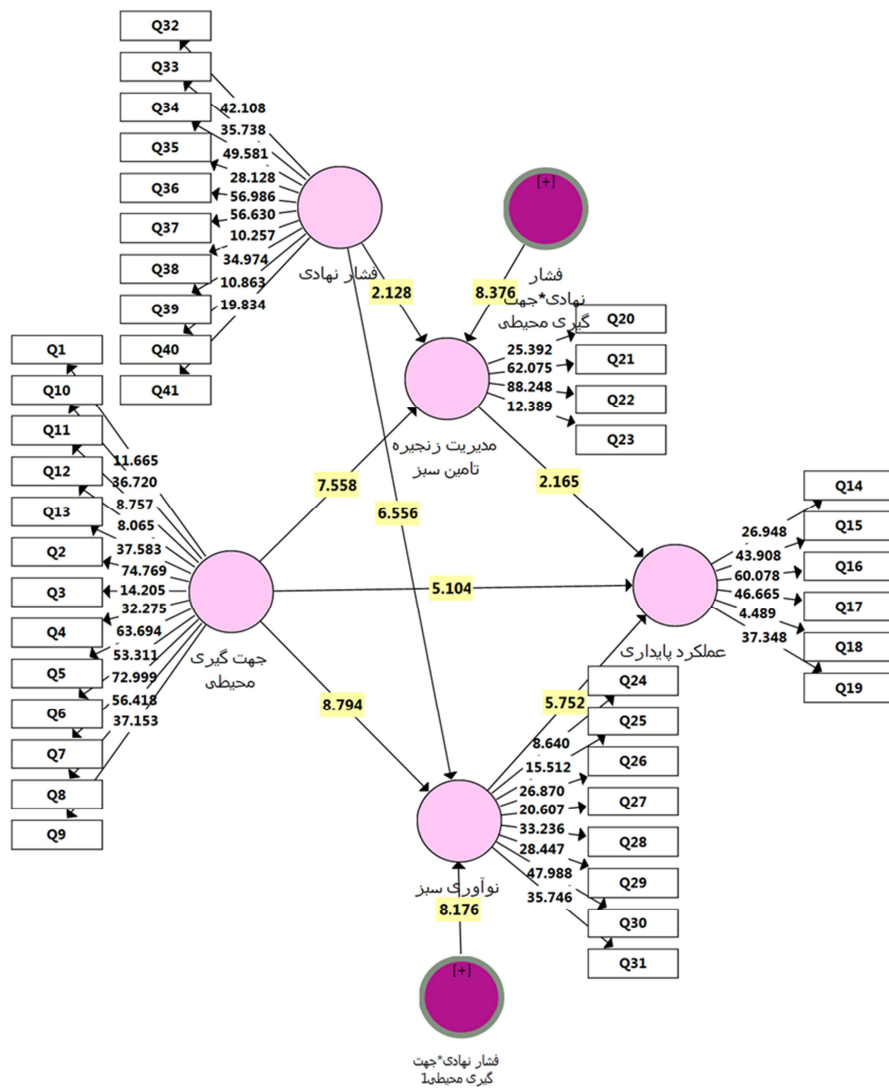 Q32
Q33
Q34
Q35
Q36
Q37
Q38
Q39
Q40
Q41
42.108
35.738
49.581
28.128
56.986
56.630
10.257
34.974
10.863
19.834
فشار نهادی
[+]
فشار
نهادی*جهت
گیری محیطی
2.128
8.376
Q20
Q21
Q22
Q23
25.392
62.075
88.248
12.389
مدیریت زنجیره
تامین سبز
Q1
Q10
Q11
Q12
Q13
Q2
Q3
Q4
Q5
Q6
Q7
Q8
Q9
11.665
36.720
8.757
8.065
37.583
74.769
14.205
32.275
63.694
53.311
72.999
56.418
37.153
جهت گیری
محیطی
7.558
6.556
2.165
5.104
8.794
5.752
Q14
Q15
Q16
Q17
Q18
Q19
26.948
43.908
60.078
46.665
4.489
37.348
عملکرد پایداری
Q24
Q25
Q26
Q27
Q28
Q29
Q30
Q31
8.640
15.512
26.870
20.607
33.236
28.447
47.988
35.746
نوآوری سبز
8.176
[+]
فشار نهادی*جهت
گیری محیطی1